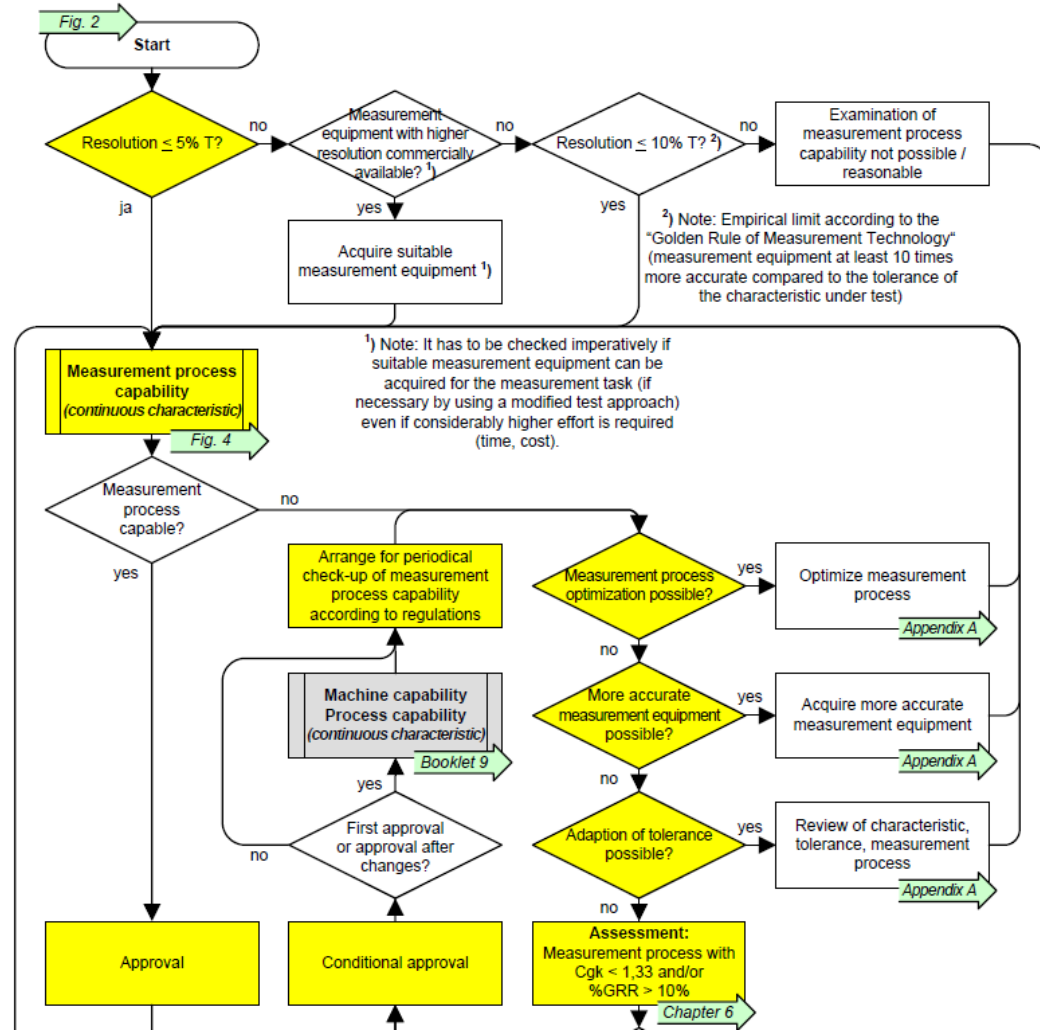 Fig. 2
Start
Resolution ≤ 5% T?
no
Measurement
equipment with higher
resolution commercially
available? ¹)
no
Resolution ≤ 10% T? ²)
no
Examination of
measurement process
capability not possible /
reasonable
ja
yes
yes
Acquire suitable
measurement equipment ¹)
²) Note: Empirical limit according to the
“Golden Rule of Measurement Technology“
(measurement equipment at least 10 times
more accurate compared to the tolerance of
the characteristic under test)
¹) Note: It has to be checked imperatively if
suitable measurement equipment can be
acquired for the measurement task (if
necessary by using a modified test approach)
even if considerably higher effort is required
(time, cost).
Measurement process
capability
(continuous characteristic)
Fig. 4
Measurement
process
capable?
no
yes
Arrange for periodical
check-up of measurement
process capability
according to regulations
Measurement process
optimization possible?
yes
Optimize measurement
process
Appendix A
no
Machine capability
Process capability
(continuous characteristic)
Booklet 9
More accurate
measurement equipment
possible?
yes
Acquire more accurate
measurement equipment
Appendix A
no
yes
First approval
or approval after
changes?
no
Adaption of tolerance
possible?
yes
Review of characteristic,
tolerance, measurement
process
Appendix A
no
Approval
Conditional approval
Assessment:
Measurement process with
Cgk < 1,33 and/or
%GRR > 10%
Chapter 6